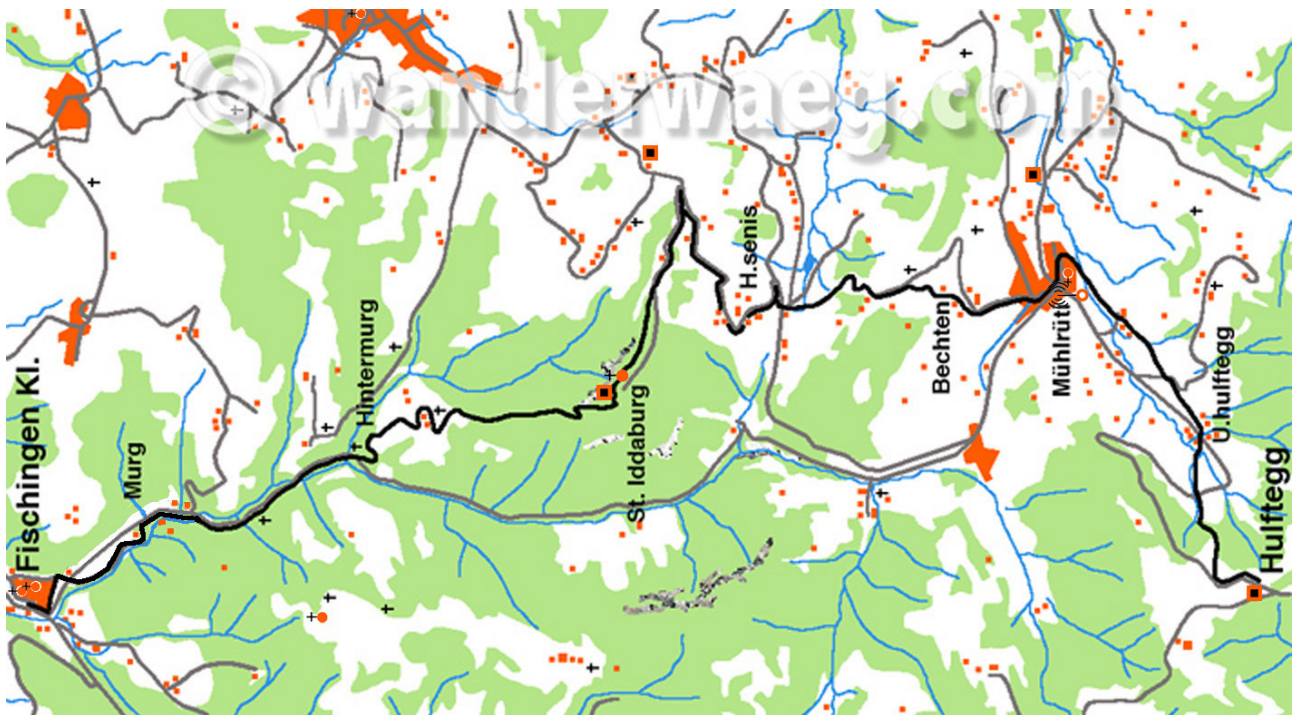 © wanderwaeg.com
Fischingen Kl.
Murg
Hintermurg
St. Iddaburg
H.senis
Bechten
Mühlrüti
U.hulftegg
Hulftegg